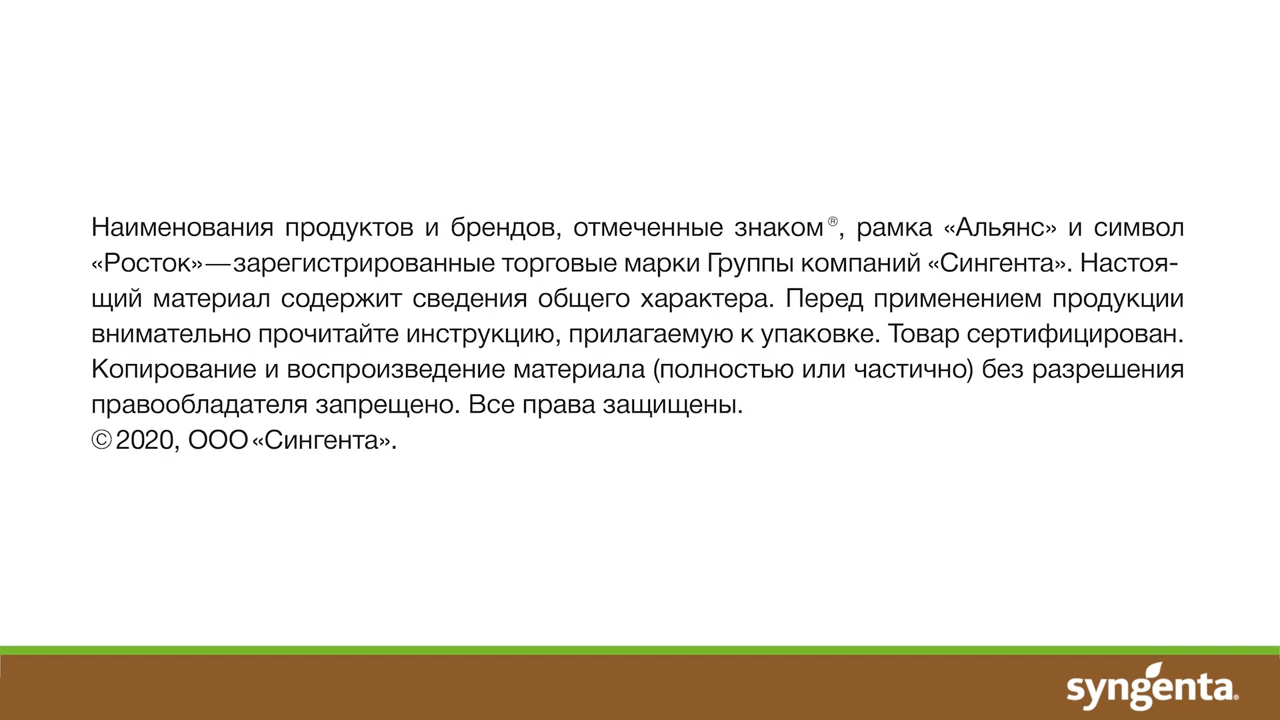 Наименования продуктов и брендов, отмеченные знаком®, рамка «Альянс» и символ
«Росток» — зарегистрированные торговые марки Группы компаний «Сингента». Настоя-
щий материал содержит сведения общего характера. Перед применением продукции
внимательно прочитайте инструкцию, прилагаемую к упаковке. Товар сертифицирован.
Копирование и воспроизведение материала (полностью или частично) без разрешения
правообладателя запрещено. Все права защищены.
© 2020, ООО «Сингента».
syngenta®